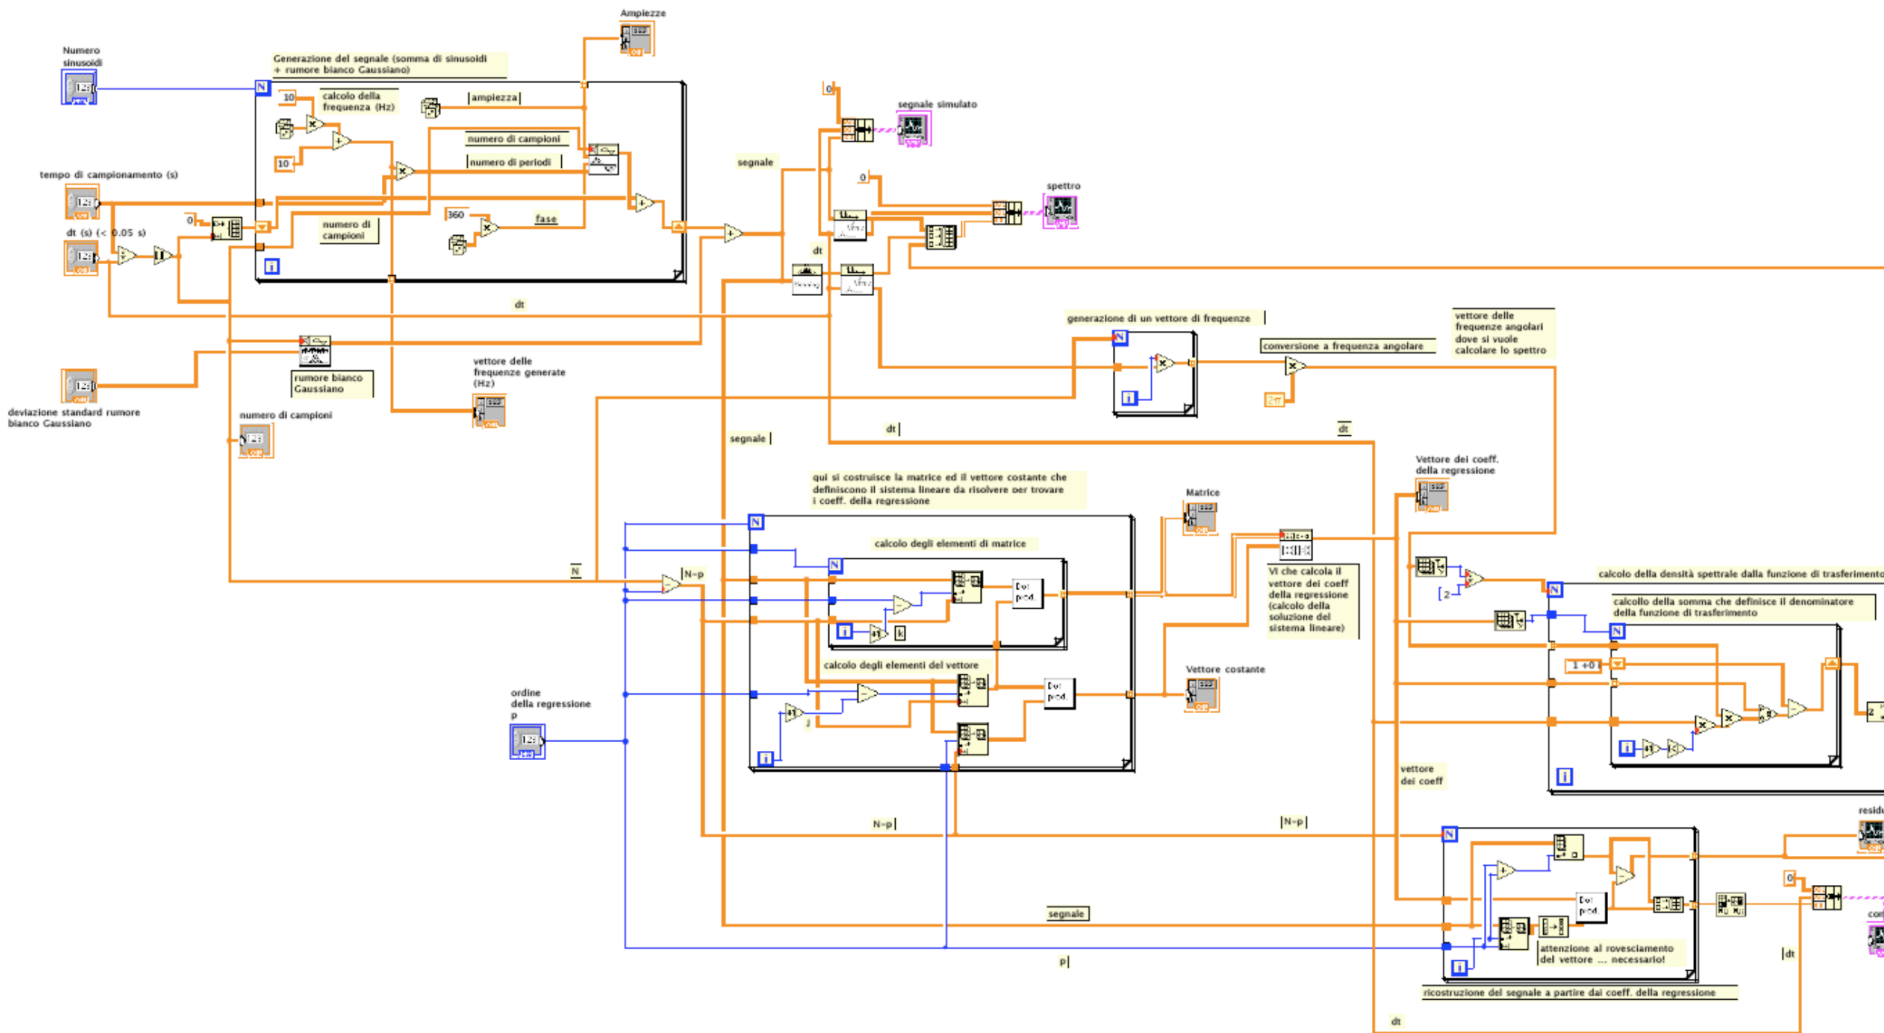 Ampiezze
Numero
sinusoidi
Generazione del segnale (somma di sinusoidi
+ rumore bianco Gaussiano)
N
10
calcolo della
frequenza (Hz)
ampiezza
0
segnale simulato
numero di campioni
10
numero di periodi
segnale
tempo di campionamento (s)
0
spettro
360
fase
0
numero di
campioni
dt (s) (< 0.05 s)
dt
i
dt
generazione di un vettore di frequenze
vettore delle
frequenze angolari
dove si vuole
calcolare lo spettro
N
conversione a frequenza angolare
vettore delle
frequenze generate
(Hz)
rumore bianco
Gaussiano
i
2π
deviazione standard rumore
bianco Gaussiano
numero di campioni
segnale
dt
dt
Vettore dei coeff.
della regressione
qui si costruisce la matrice ed il vettore costante che
definiscono il sistema lineare da risolvere per trovare
i coeff. della regressione
Matrice
N
calcolo degli elementi di matrice
N
N
N-p
Dot
prod.
VI che calcola il
vettore dei coeff
della regressione
(calcolo della
soluzione del
sistema lineare)
calcolo della densità spettrale dalla funzione di trasferimento
2
N
calcollo della somma che definisce il denominatore
della funzione di trasferimento
i
k
N
calcolo degli elementi del vettore
1 +0 i
Vettore costante
Dot
prod.
ordine
della regressione
p
j
i
i
i
vettore
dei coeff
N-p
N-p
N
0
Dot
prod.
segnale
attenzione al rovesciamento
del vettore ... necessario!
i
p
dt
ricostruzione del segnale a partire dai coeff. della regressione
dt